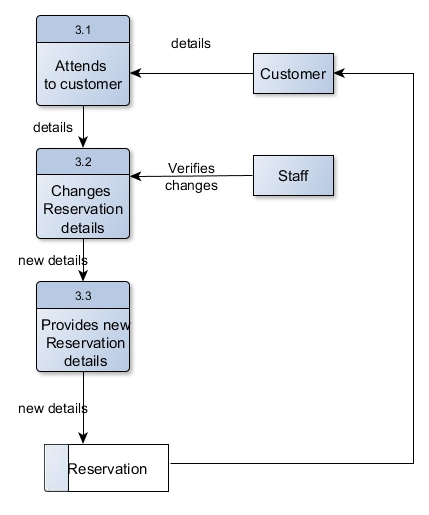 3.1
Attends
to customer
details
Customer
details
3.2
Changes
Reservation
details
Verifies
changes
Staff
new details
3.3
Provides new
Reservation
details
new details
Reservation